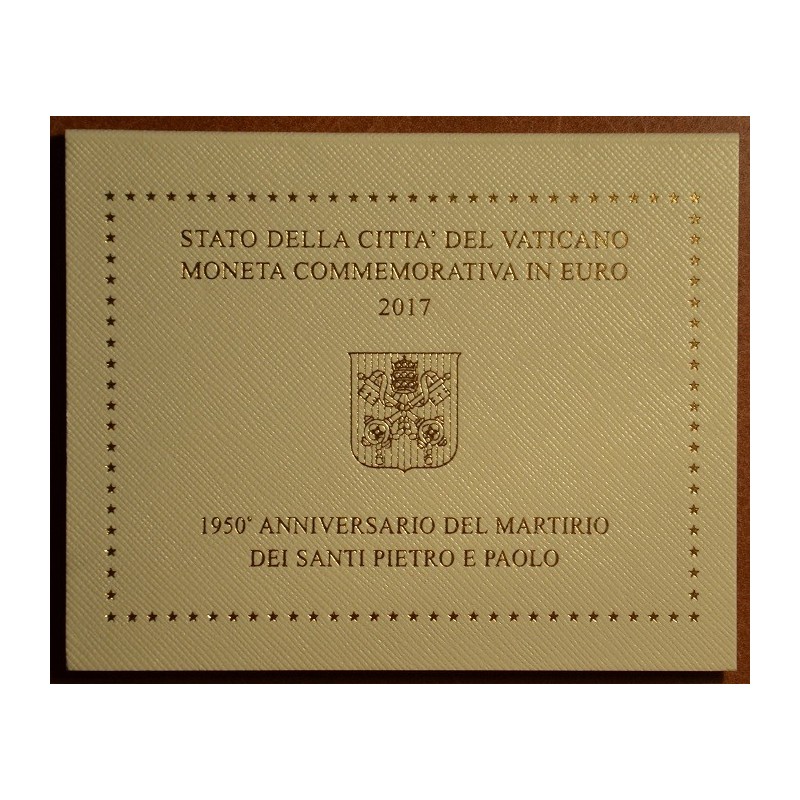 STATO DELLA CITTA' DEL VATICANO
MONETA COMMEMORATIVA IN EURO
2017
1950° ANNIVERSARIO DEL MARTIRIO
DEI SANTI PIETRO E PAOLO